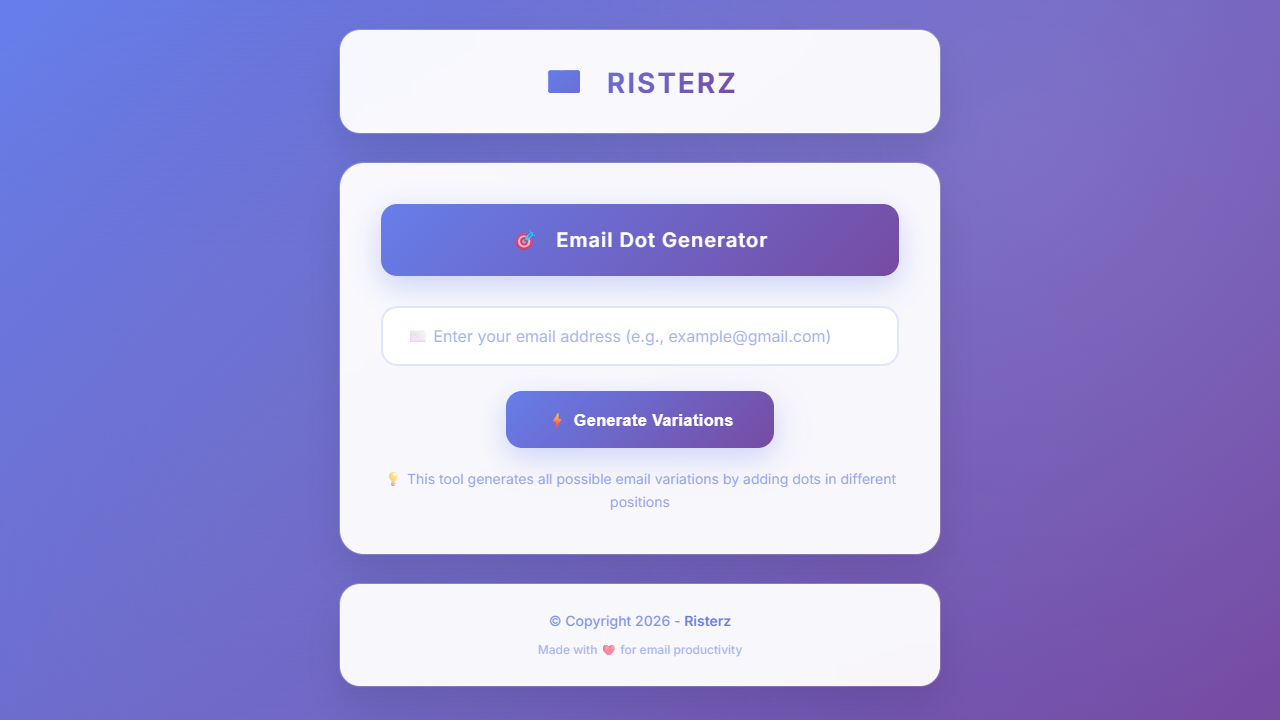 RISTERZ
🎯 Email Dot Generator
📧 Enter your email address (e.g., example@gmail.com)
⚡ Generate Variations
💡 This tool generates all possible email variations by adding dots in different
positions
© Copyright 2026 - Risterz
Made with 💖 for email productivity